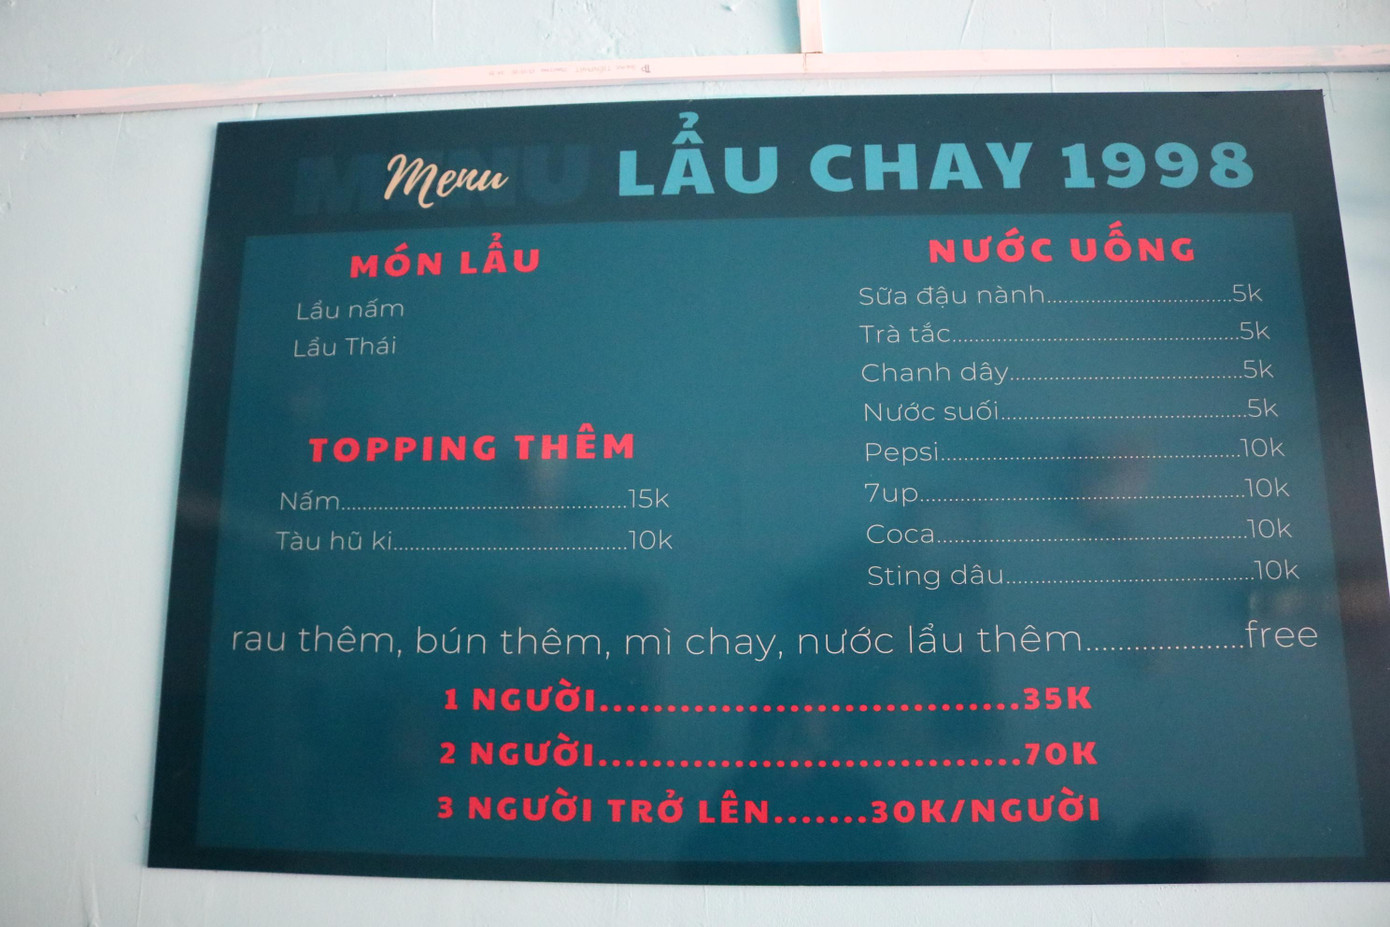 MENU
Menu
LẨU CHAY 1998
MÓN LẨU
Lẩu nấm
Lẩu Thái
TOPPING THÊM
Nấm.....................................................15k
Tàu hũ ki...........................................10k
NƯỚC UỐNG
Sữa đậu nành..................................5k
Trà tắc....................................................5k
Chanh dây..........................................5k
Nước suối............................................5k
Pepsi......................................................10k
7up...........................................................10k
Coca........................................................10k
Sting dâu.............................................10k
rau thêm, bún thêm, mì chay, nước lẩu thêm....................free
1 NGƯỜI...............................35K
2 NGƯỜI...............................70K
3 NGƯỜI TRỞ LÊN.......30K/NGƯỜI